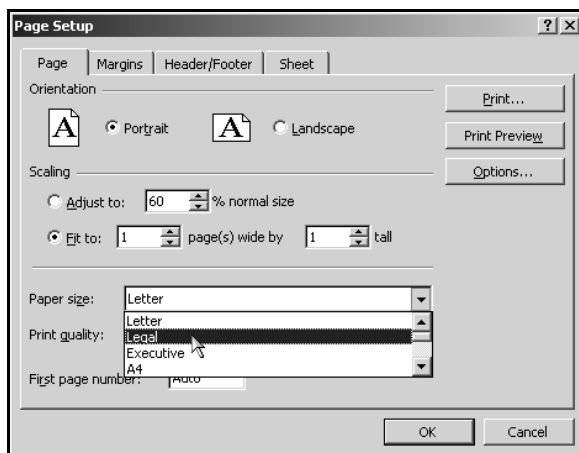 Page Setup
Page Margins Header/Footer Sheet
Orientation
A Portrait A Landscape
Print...
Print Preview
Options...
Scaling
Adjust to: 60 % normal size
Fit to: 1 page(s) wide by 1 tall
Paper size: Letter
Letter
Print quality: Legal
Executive
A4
First page number: Auto
OK Cancel